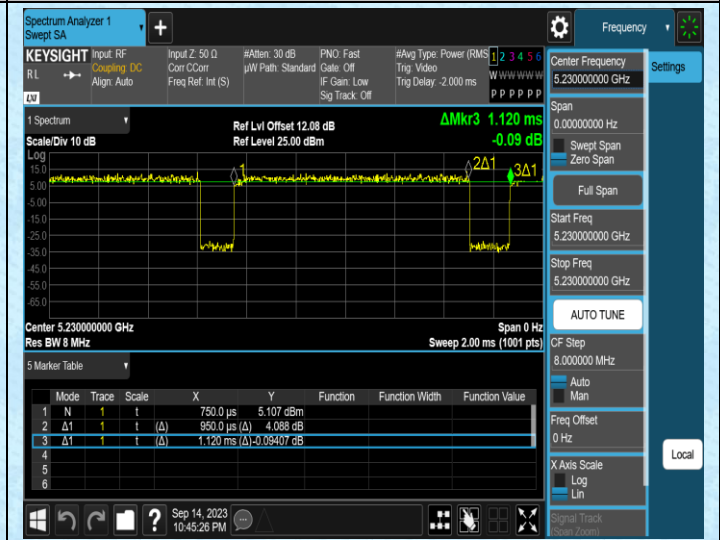 Spectrum Analyzer 1
Swept SA
+
Frequency
KEYSIGHT
RL
LXI
Input: RF
Coupling: DC
Align: Auto
Input Z: 50 Ω
Corr CCorr
Freq Ref: Int (S)
#Atten: 30 dB
µW Path: Standard
PNO: Fast
Gate: Off
IF Gain: Low
Sig Track: Off
#Avg Type: Power (RMS
Trig: Video
Trig Delay: -2.000 ms
1 2 3 4 5 6
W W W W W W
P P P P P P
1 Spectrum
Scale/Div 10 dB
Ref Lvl Offset 12.08 dB
Ref Level 25.00 dBm
ΔMkr3 1.120 ms
-0.09 dB
Log
15.0
5.00
-5.00
-15.0
-25.0
-35.0
-45.0
-55.0
-65.0
1
2Δ1
3Δ1
Center 5.230000000 GHz
Res BW 8 MHz
Span 0 Hz
Sweep 2.00 ms (1001 pts)
5 Marker Table
Mode Trace Scale X Y Function Function Width Function Value
1 N 1 t 750.0 µs 5.107 dBm
2 Δ1 1 t (Δ) 950.0 µs (Δ) 4.088 dB
3 Δ1 1 t (Δ) 1.120 ms (Δ) -0.09407 dB
4
5
6
?
Sep 14, 2023
10:45:26 PM
Center Frequency
5.230000000 GHz
Span
0.00000000 Hz
Swept Span
Zero Span
Full Span
Start Freq
5.230000000 GHz
Stop Freq
5.230000000 GHz
AUTO TUNE
CF Step
8.000000 MHz
Auto
Man
Freq Offset
0 Hz
X Axis Scale
Log
Lin
Signal Track
(Span Zoom)
Settings
Local